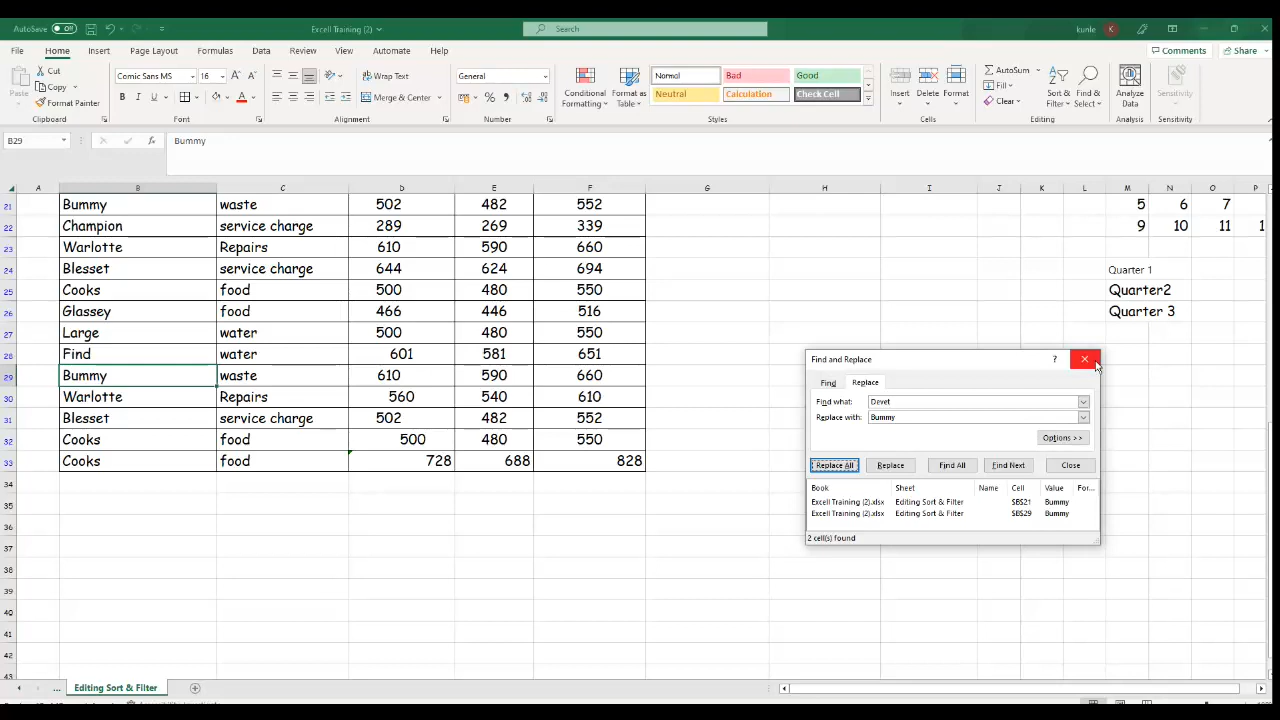 AutoSave Off Excell Training (2) Search kunle K
File Home Insert Page Layout Formulas Data Review View Automate Help Comments Share
Cut Comic Sans MS 16 Wrap Text General Normal Bad Good AutoSum
Paste Copy Conditional Format as Insert Delete Format Fill Sort & Find & Analyze Sensitivity
Format Painter B I U Merge & Center Formatting Table Neutral Calculation Check Cell Clear Filter Select Data
Clipboard Font Alignment Number Styles Cells Editing Analysis Sensitivity
B29 fx Bummy
A B C D E F G H I J K L M N O P
21 Bummy waste 502 482 552 5 6 7
22 Champion service charge 289 269 339 9 10 11 1
23 Warlotte Repairs 610 590 660
24 Blesset service charge 644 624 694 Quarter 1
25 Cooks food 500 480 550 Quarter2
26 Glassey food 466 446 516 Quarter 3
27 Large water 500 480 550
28 Find water 601 581 651
29 Bummy waste 610 590 660
30 Warlotte Repairs 560 540 610
31 Blesset service charge 502 482 552
32 Cooks food 500 480 550
33 Cooks food 728 688 828
34
35
36
37
38
39
40
41
42
43
Find and Replace ?
Find Replace
Find what: Devet
Replace with: Bummy
Options >>
Replace All Replace Find All Find Next Close
Book Sheet Name Cell Value For...
Excell Training (2).xlsx Editing Sort & Filter $B$21 Bummy
Excell Training (2).xlsx Editing Sort & Filter $B$29 Bummy
2 cell(s) found
... Editing Sort & Filter